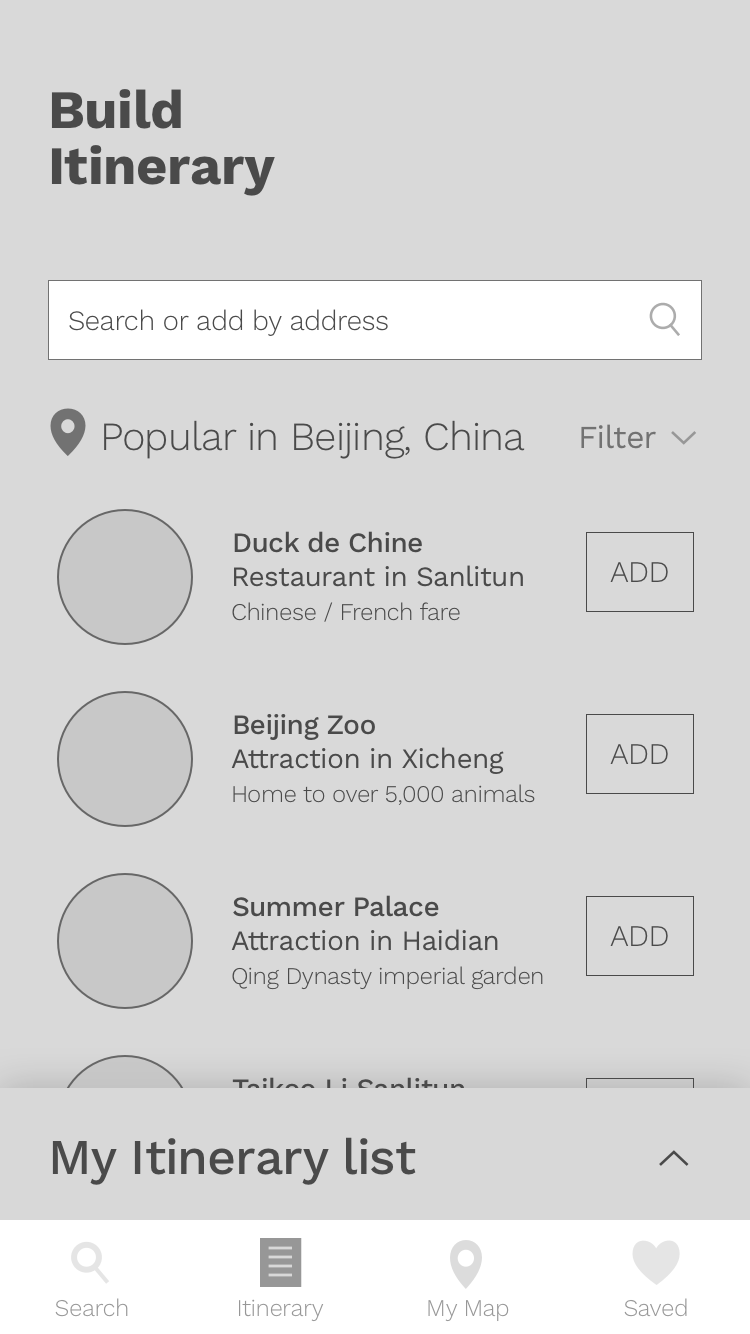 Build
Itinerary
Search or add by address
Popular in Beijing, China
Filter
Duck de Chine
Restaurant in Sanlitun
Chinese / French fare
ADD
Beijing Zoo
Attraction in Xicheng
Home to over 5,000 animals
ADD
Summer Palace
Attraction in Haidian
Qing Dynasty imperial garden
ADD
Taikoo Li Sanlitun
My Itinerary list
Search
Itinerary
My Map
Saved